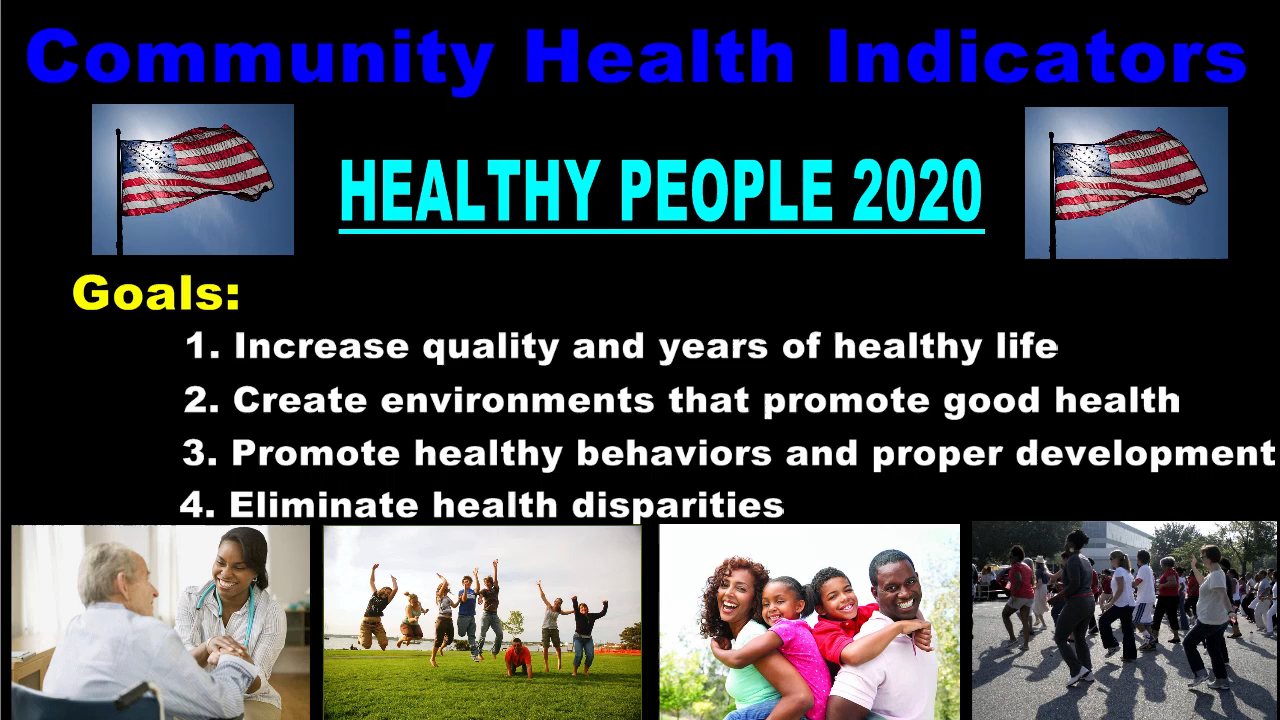 Community Health Indicators
HEALTHY PEOPLE 2020
Goals:
1. Increase quality and years of healthy life
2. Create environments that promote good health
3. Promote healthy behaviors and proper development
4. Eliminate health disparities